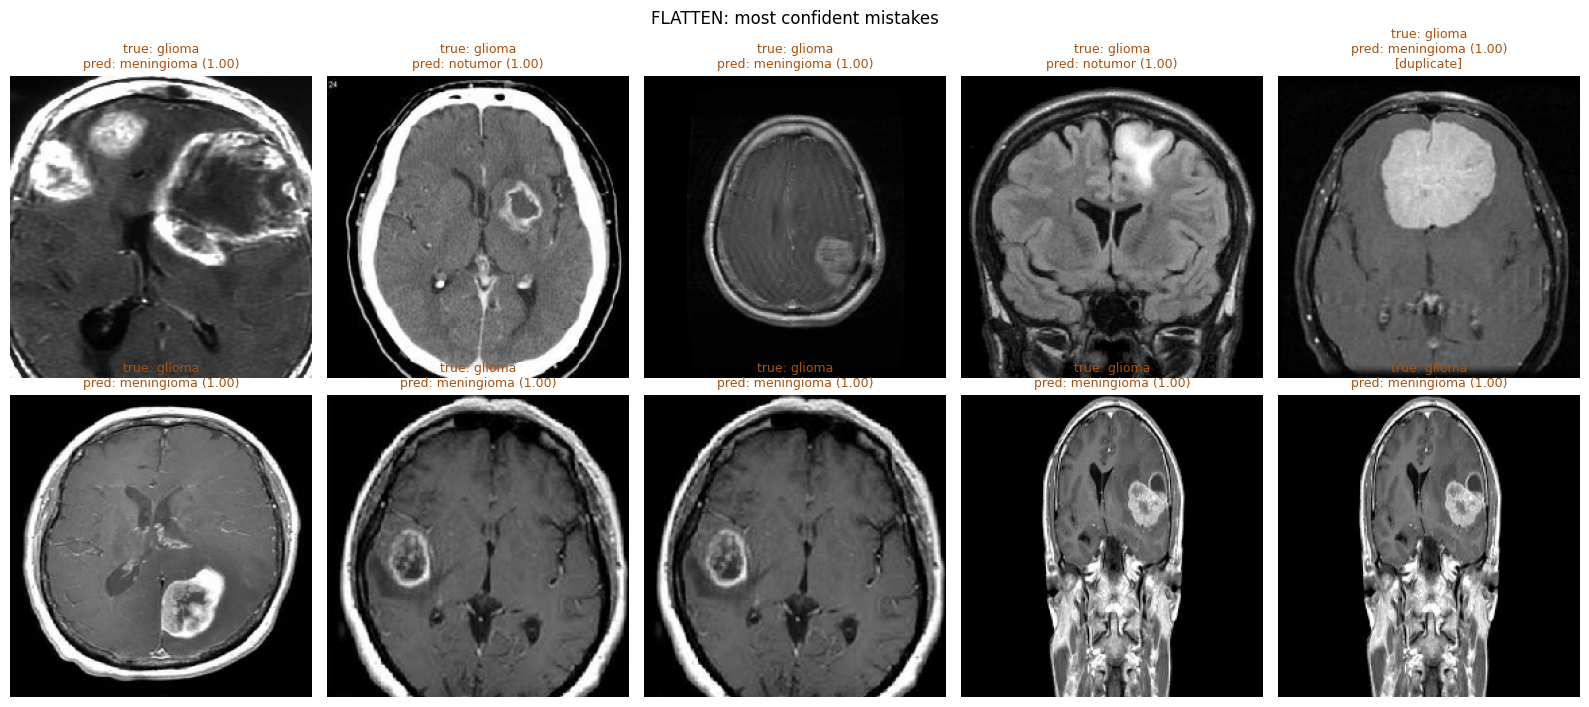 FLATTEN: most confident mistakes
true: glioma
pred: meningioma (1.00)
true: glioma
pred: notumor (1.00)
true: glioma
pred: meningioma (1.00)
true: glioma
pred: notumor (1.00)
true: glioma
pred: meningioma (1.00)
[duplicate]
24
true: glioma
pred: meningioma (1.00)
true: glioma
pred: meningioma (1.00)
true: glioma
pred: meningioma (1.00)
true: glioma
pred: meningioma (1.00)
true: glioma
pred: meningioma (1.00)